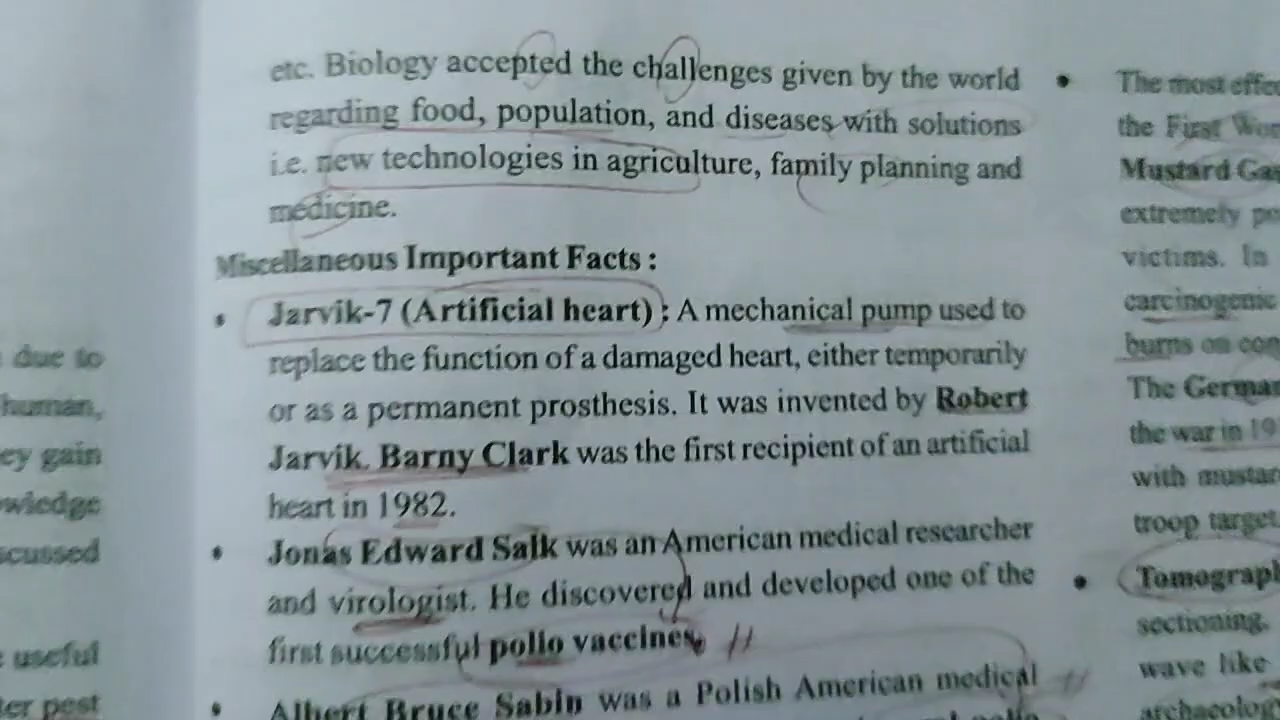 due to
human,
ey gain
wledge
scussed
useful
ter pest
etc. Biology accepted the challenges given by the world
regarding food, population, and diseases with solutions
i.e. new technologies in agriculture, family planning and
medicine.
Miscellaneous Important Facts :
• Jarvik-7 (Artificial heart) : A mechanical pump used to
replace the function of a damaged heart, either temporarily
or as a permanent prosthesis. It was invented by Robert
Jarvik. Barny Clark was the first recipient of an artificial
heart in 1982.
• Jonas Edward Salk was an American medical researcher
and virologist. He discovered and developed one of the
first successful polio vaccines.
• Albert Bruce Sabin was a Polish American medical
• The most effe
the First Wor
Mustard Gas
extremely po
victims. In
carcinogenic
burns on con
The German
the war in 19
with mustar
troop target
• Tomograph
sectioning.
wave like
archaeolog